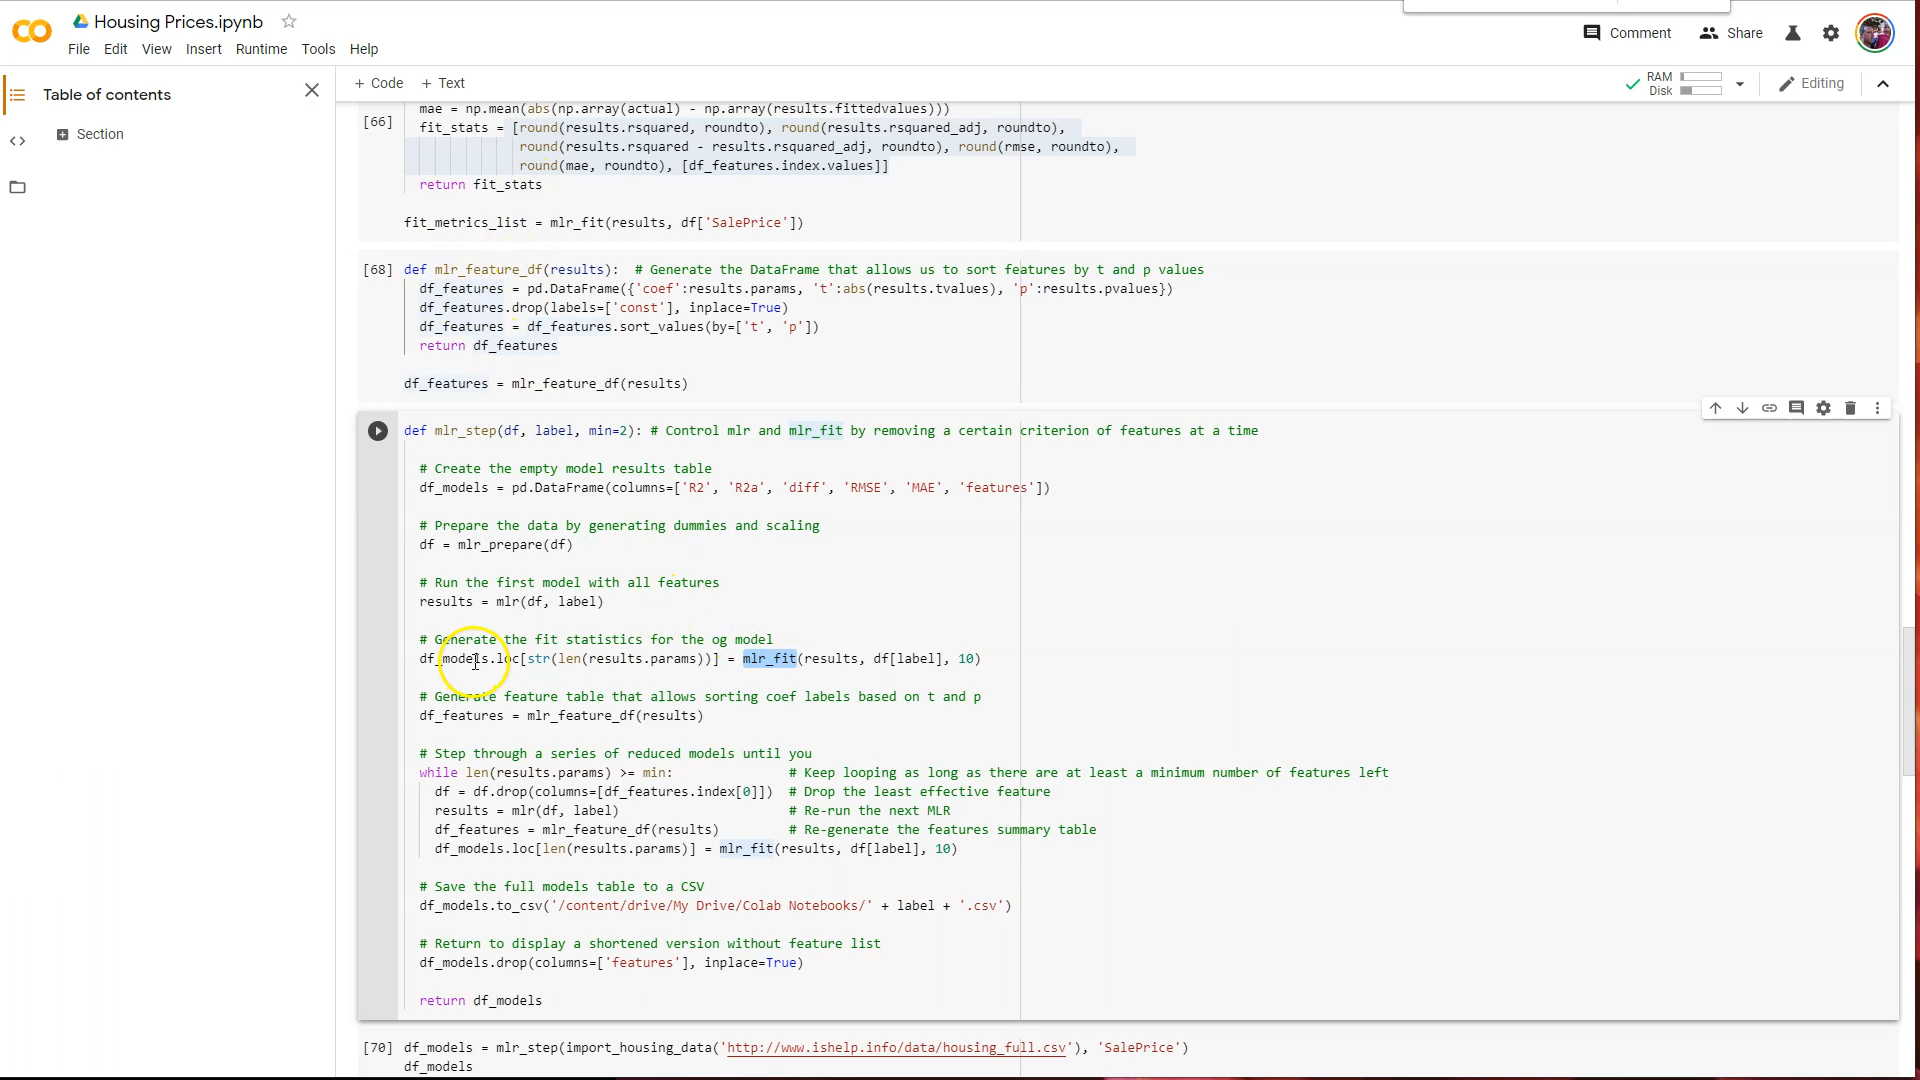 Housing Prices.ipynb
File Edit View Insert Runtime Tools Help
Comment Share
Table of contents
Section
+ Code + Text
RAM
Disk
Editing
mae = np.mean(abs(np.array(actual) - np.array(results.fittedvalues)))
[66] fit_stats = [round(results.rsquared, roundto), round(results.rsquared_adj, roundto),
round(results.rsquared - results.rsquared_adj, roundto), round(rmse, roundto),
round(mae, roundto), [df_features.index.values]]
return fit_stats
fit_metrics_list = mlr_fit(results, df['SalePrice'])
[68] def mlr_feature_df(results):  # Generate the DataFrame that allows us to sort features by t and p values
df_features = pd.DataFrame({'coef':results.params, 't':abs(results.tvalues), 'p':results.pvalues})
df_features.drop(labels=['const'], inplace=True)
df_features = df_features.sort_values(by=['t', 'p'])
return df_features
df_features = mlr_feature_df(results)
def mlr_step(df, label, min=2): # Control mlr and mlr_fit by removing a certain criterion of features at a time
# Create the empty model results table
df_models = pd.DataFrame(columns=['R2', 'R2a', 'diff', 'RMSE', 'MAE', 'features'])
# Prepare the data by generating dummies and scaling
df = mlr_prepare(df)
# Run the first model with all features
results = mlr(df, label)
# Generate the fit statistics for the og model
df_models.loc[str(len(results.params))] = mlr_fit(results, df[label], 10)
# Generate feature table that allows sorting coef labels based on t and p
df_features = mlr_feature_df(results)
# Step through a series of reduced models until you
while len(results.params) >= min:  # Keep looping as long as there are at least a minimum number of features left
df = df.drop(columns=[df_features.index[0]])  # Drop the least effective feature
results = mlr(df, label)  # Re-run the next MLR
df_features = mlr_feature_df(results)  # Re-generate the features summary table
df_models.loc[len(results.params)] = mlr_fit(results, df[label], 10)
# Save the full models table to a CSV
df_models.to_csv('/content/drive/My Drive/Colab Notebooks/' + label + '.csv')
# Return to display a shortened version without feature list
df_models.drop(columns=['features'], inplace=True)
return df_models
[70] df_models = mlr_step(import_housing_data('http://www.ishelp.info/data/housing_full.csv'), 'SalePrice')
df_models